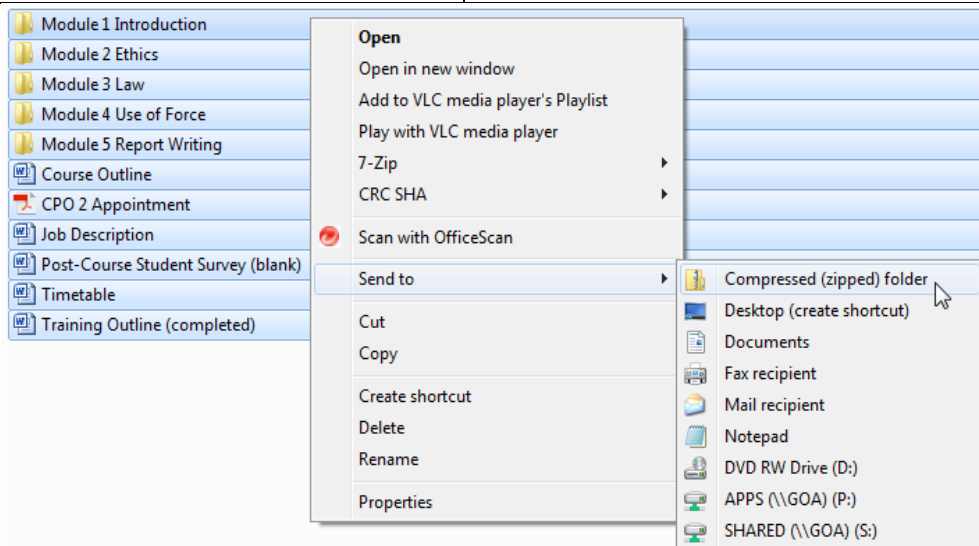 Module 1 Introduction
Module 2 Ethics
Module 3 Law
Module 4 Use of Force
Module 5 Report Writing
Course Outline
CPO 2 Appointment
Job Description
Post-Course Student Survey (blank)
Timetable
Training Outline (completed)
Open
Open in new window
Add to VLC media player's Playlist
Play with VLC media player
7-Zip
CRC SHA
Scan with OfficeScan
Send to
Cut
Copy
Create shortcut
Delete
Rename
Properties
Compressed (zipped) folder
Desktop (create shortcut)
Documents
Fax recipient
Mail recipient
Notepad
DVD RW Drive (D:)
APPS (\\GOA) (P:)
SHARED (\\GOA) (S:)